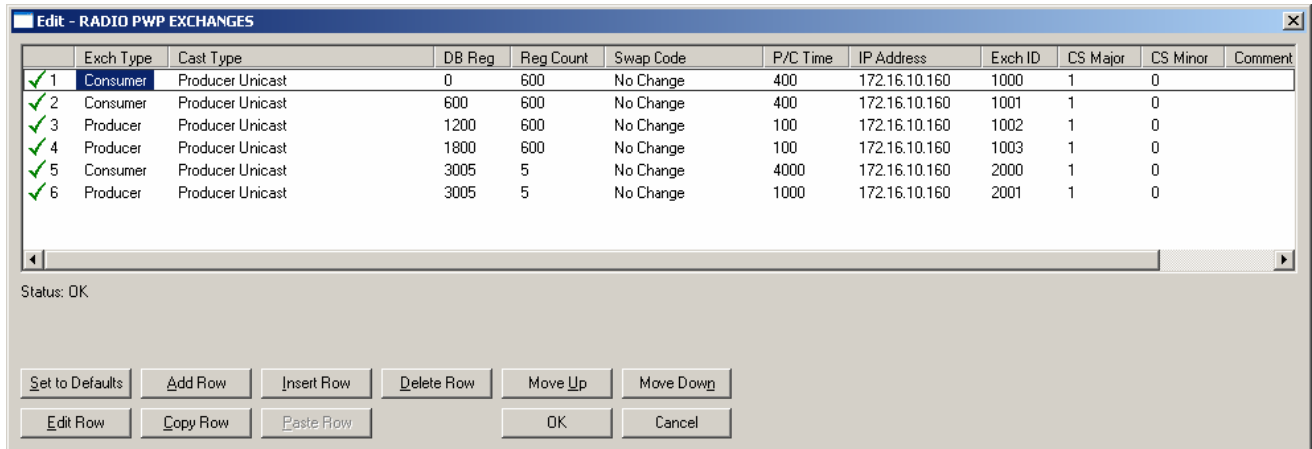 Edit - RADIO PWP EXCHANGES
Exch Type Cast Type DB Reg Reg Count Swap Code P/C Time IP Address Exch ID CS Major CS Minor Comment
1 Consumer Producer Unicast 0 600 No Change 400 172.16.10.160 1000 1 0
2 Consumer Producer Unicast 600 600 No Change 400 172.16.10.160 1001 1 0
3 Producer Producer Unicast 1200 600 No Change 100 172.16.10.160 1002 1 0
4 Producer Producer Unicast 1800 600 No Change 100 172.16.10.160 1003 1 0
5 Consumer Producer Unicast 3005 5 No Change 4000 172.16.10.160 2000 1 0
6 Producer Producer Unicast 3005 5 No Change 1000 172.16.10.160 2001 1 0
Status: OK
Set to Defaults Add Row Insert Row Delete Row Move Up Move Down
Edit Row Copy Row Paste Row OK Cancel